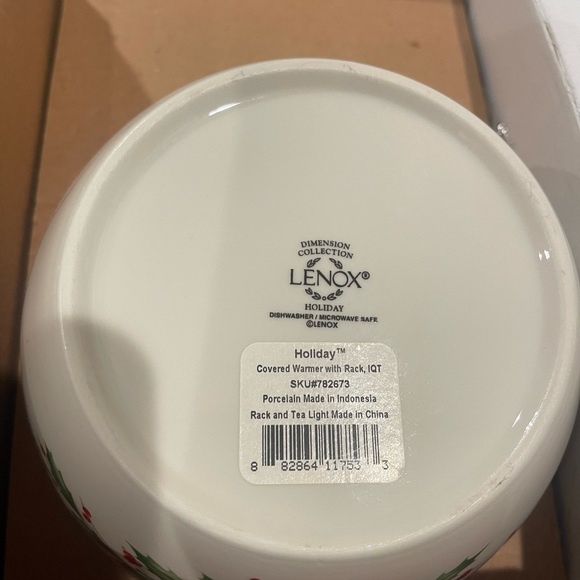 DIMENSION
COLLECTION
LENOX®
HOLIDAY
DISHWASHER / MICROWAVE SAFE
©LENOX
Holiday™
Covered Warmer with Rack, IQT
SKU#782673
Porcelain Made in Indonesia
Rack and Tea Light Made in China
8 82864 11753 3